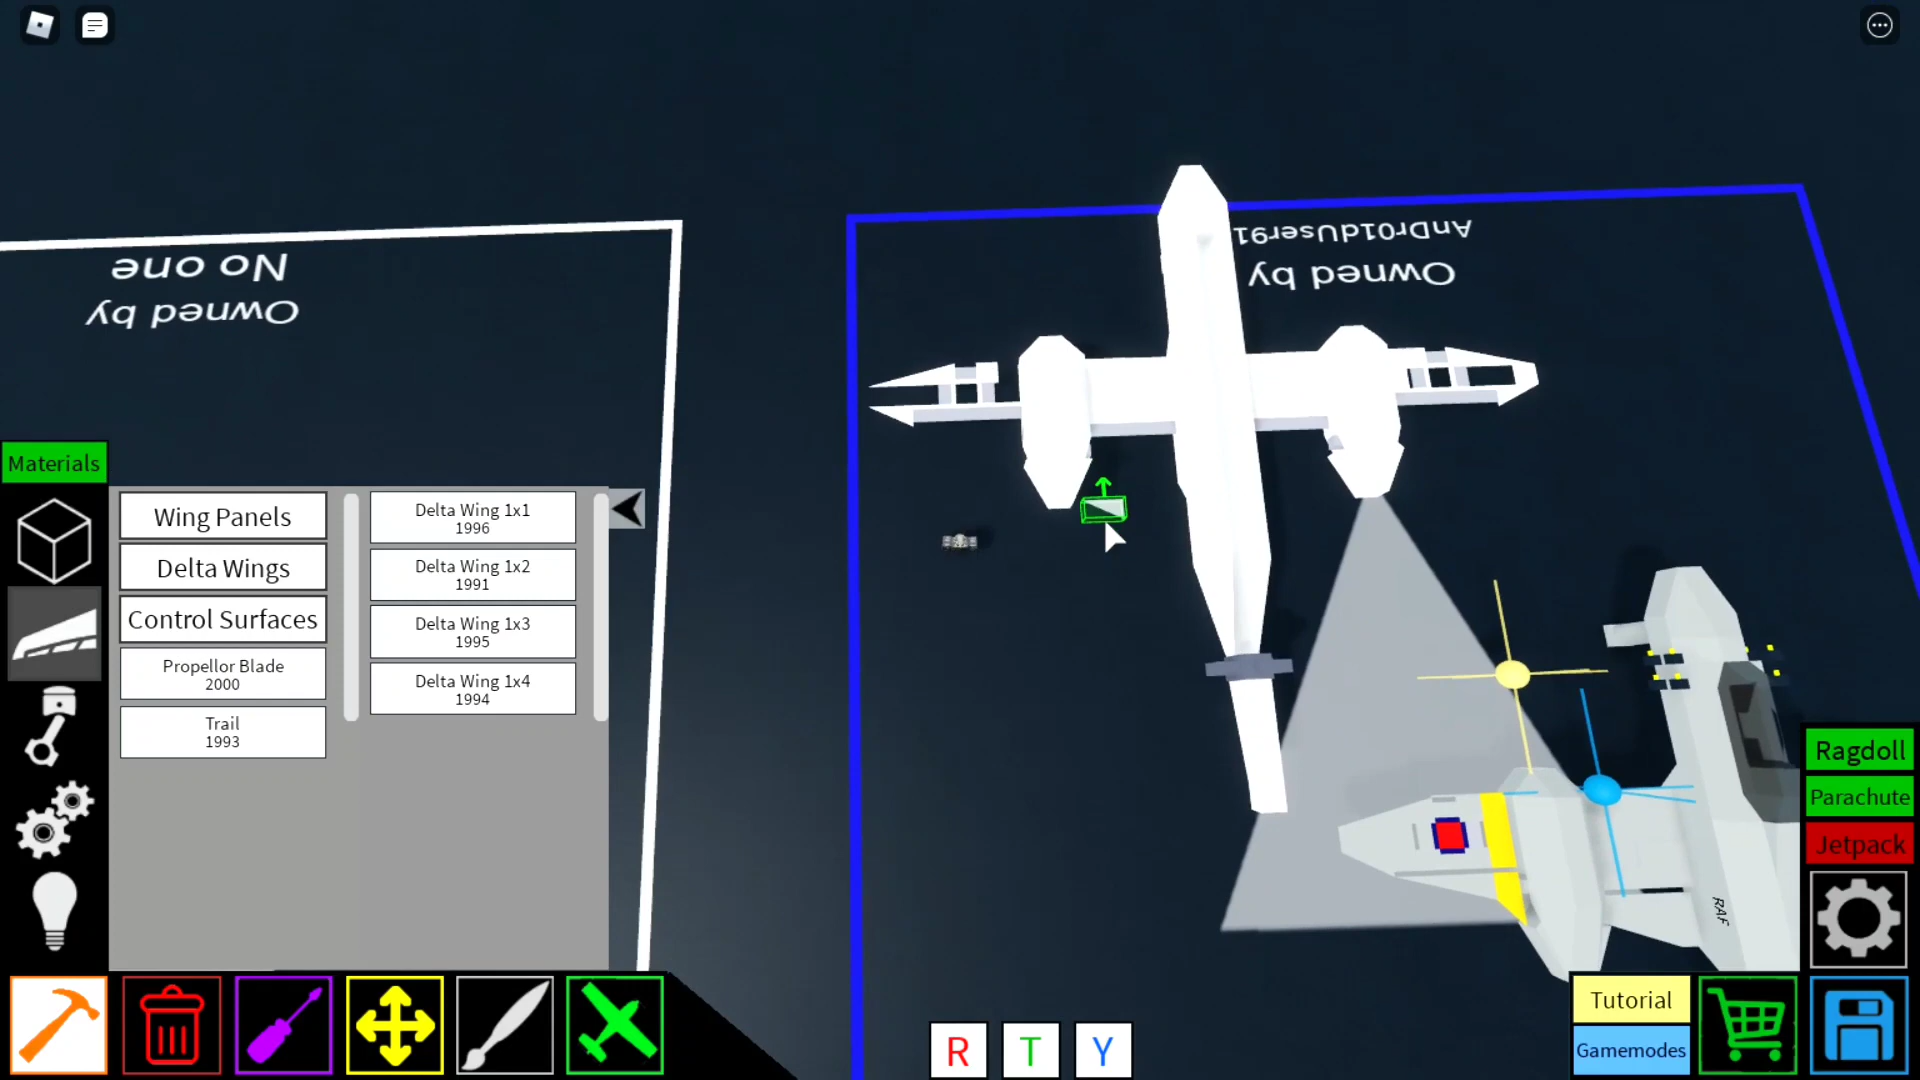 AnDr01dUser91
Owned by
No one
Owned by
Materials
Wing Panels
Delta Wings
Control Surfaces
Propellor Blade
2000
Trail
1993
Delta Wing 1x1
1996
Delta Wing 1x2
1991
Delta Wing 1x3
1995
Delta Wing 1x4
1994
RAF
Ragdoll
Parachute
Jetpack
Tutorial
Gamemodes
R T Y